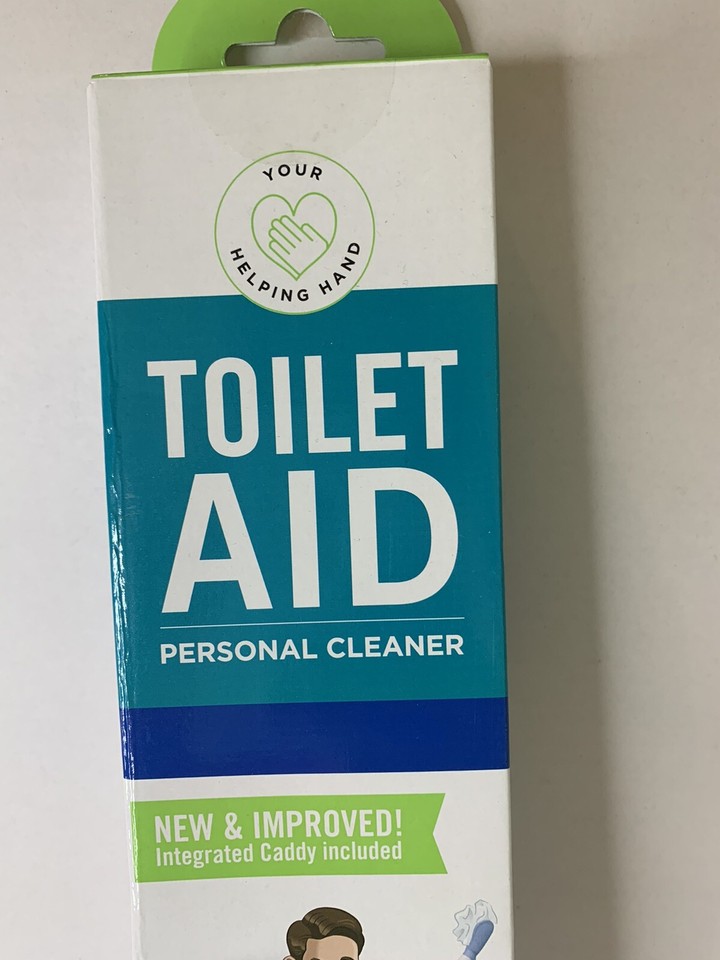 YOUR
HELPING HAND
TOILET
AID
PERSONAL CLEANER
NEW & IMPROVED!
Integrated Caddy included